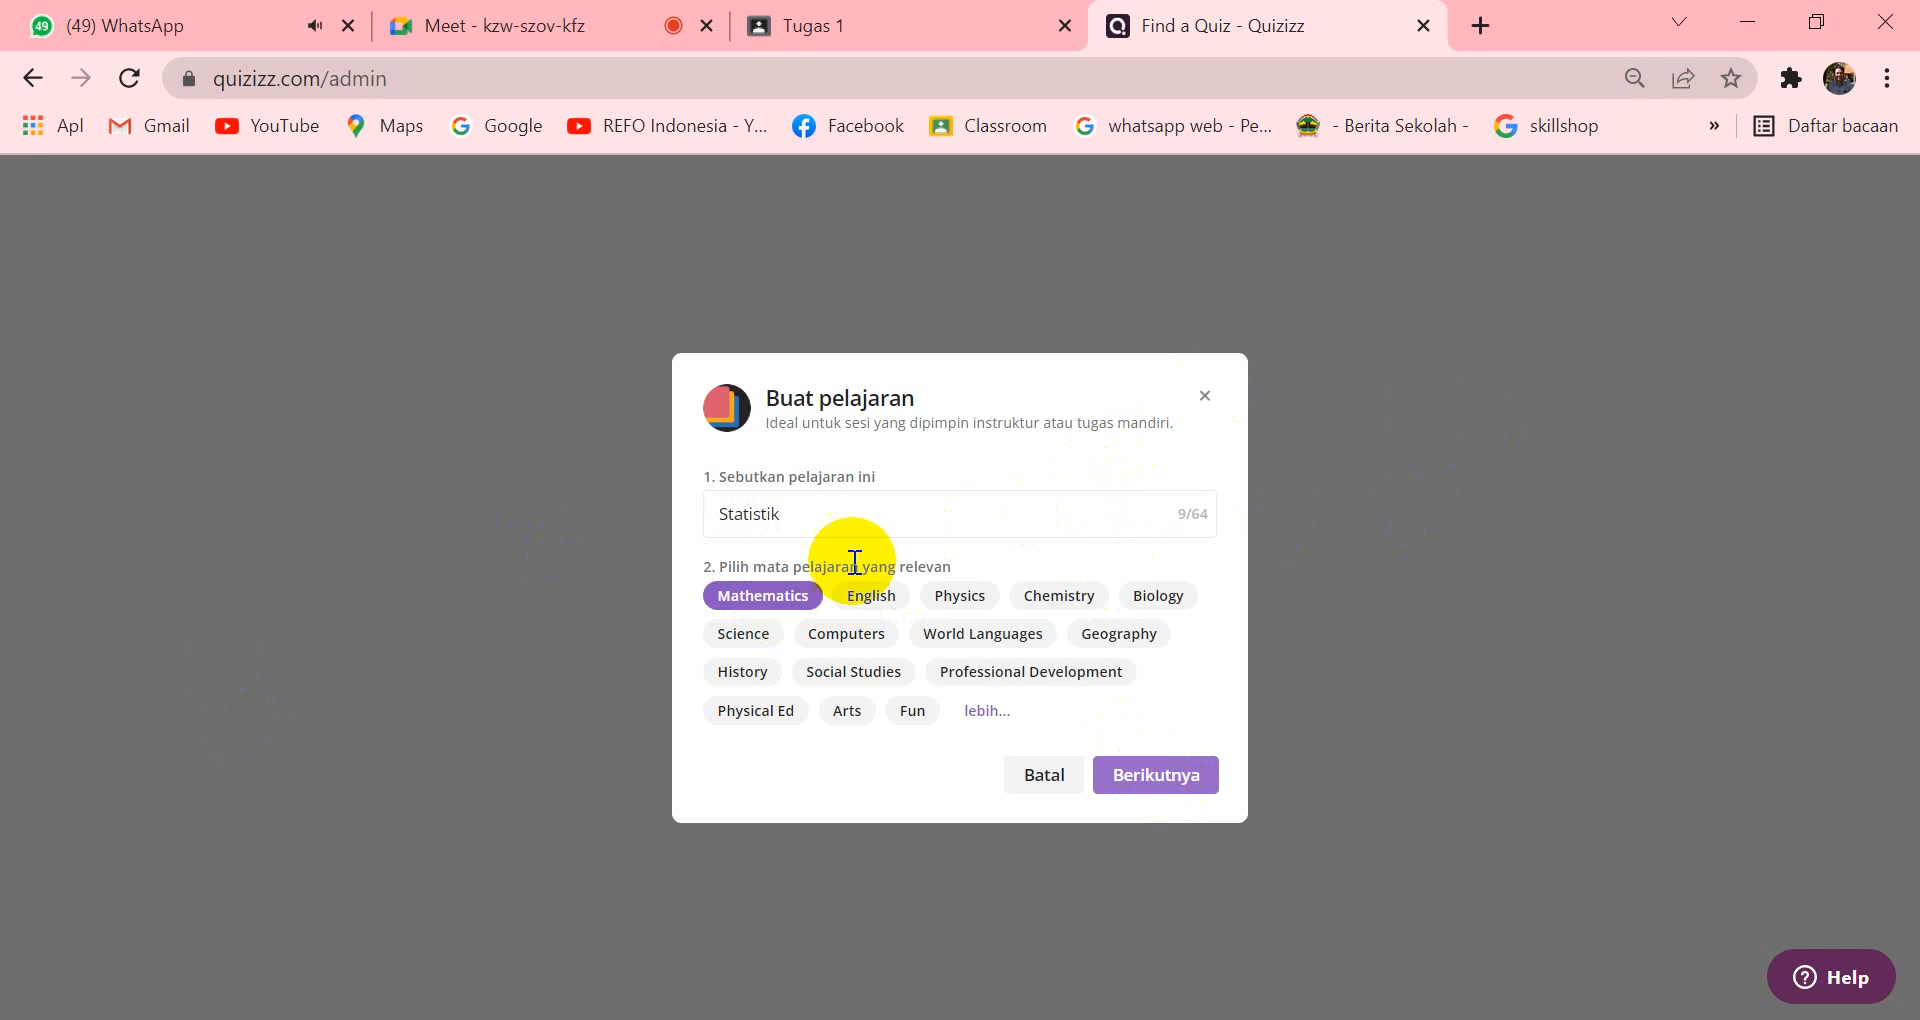 49 (49) WhatsApp Meet - kzw-szov-kfz Tugas 1 Find a Quiz - Quizizz
quizizz.com/admin
Apl Gmail YouTube Maps Google REFO Indonesia - Y... Facebook Classroom whatsapp web - Pe... - Berita Sekolah - skillshop » Daftar bacaan
Buat pelajaran
Ideal untuk sesi yang dipimpin instruktur atau tugas mandiri.
1. Sebutkan pelajaran ini
Statistik 9/64
2. Pilih mata pelajaran yang relevan
Mathematics English Physics Chemistry Biology
Science Computers World Languages Geography
History Social Studies Professional Development
Physical Ed Arts Fun lebih...
Batal Berikutnya
Help